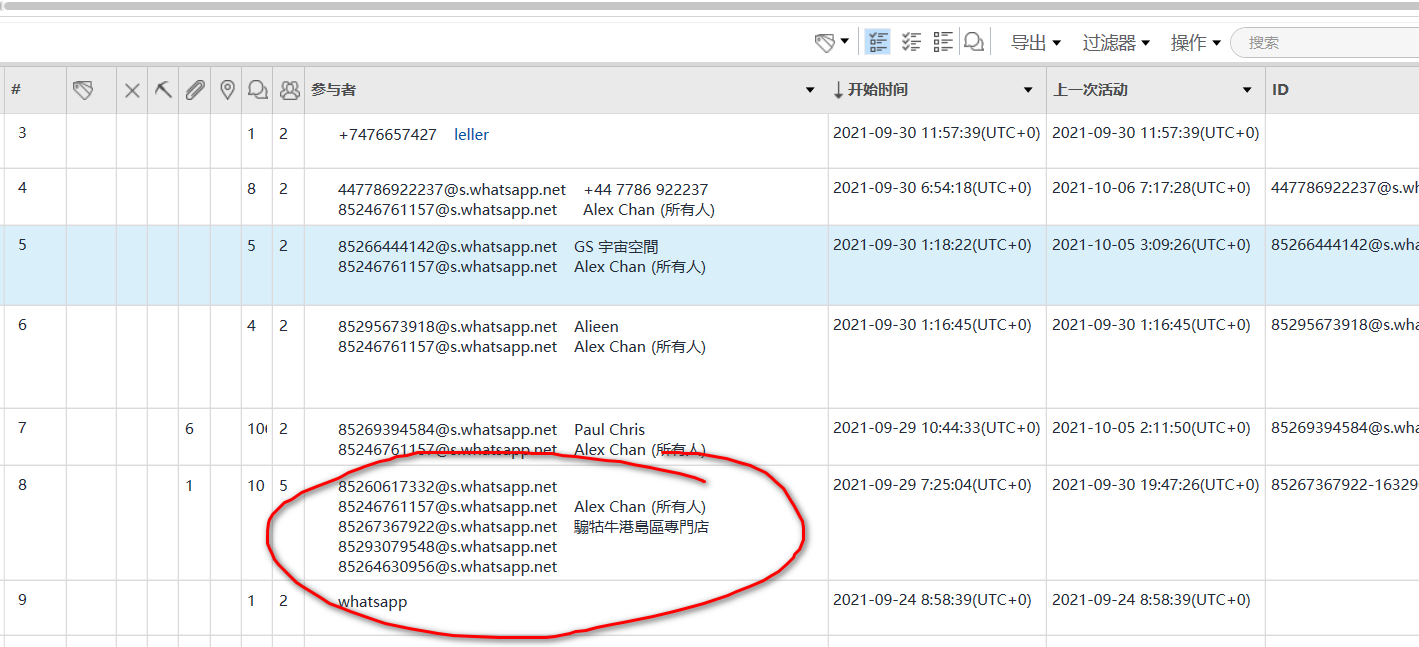 导出 过滤器 操作 搜索
# 参与者 开始时间 上一次活动 ID
3 1 2 +7476657427 leller 2021-09-30 11:57:39(UTC+0) 2021-09-30 11:57:39(UTC+0)
4 8 2 447786922237@s.whatsapp.net +44 7786 922237 2021-09-30 6:54:18(UTC+0) 2021-10-06 7:17:28(UTC+0) 447786922237@s.wh
85246761157@s.whatsapp.net Alex Chan (所有人)
5 5 2 85266444142@s.whatsapp.net GS 宇宙空間 2021-09-30 1:18:22(UTC+0) 2021-10-05 3:09:26(UTC+0) 85266444142@s.wha
85246761157@s.whatsapp.net Alex Chan (所有人)
6 4 2 85295673918@s.whatsapp.net Alieen 2021-09-30 1:16:45(UTC+0) 2021-09-30 1:16:45(UTC+0) 85295673918@s.wha
85246761157@s.whatsapp.net Alex Chan (所有人)
7 6 10 2 85269394584@s.whatsapp.net Paul Chris 2021-09-29 10:44:33(UTC+0) 2021-10-05 2:11:50(UTC+0) 85269394584@s.wha
85246761157@s.whatsapp.net Alex Chan (所有人)
8 1 10 5 85260617332@s.whatsapp.net 2021-09-29 7:25:04(UTC+0) 2021-09-30 19:47:26(UTC+0) 85267367922-16329
85246761157@s.whatsapp.net Alex Chan (所有人)
85267367922@s.whatsapp.net 騸牯牛港島區專門店
85293079548@s.whatsapp.net
85264630956@s.whatsapp.net
9 1 2 whatsapp 2021-09-24 8:58:39(UTC+0) 2021-09-24 8:58:39(UTC+0)